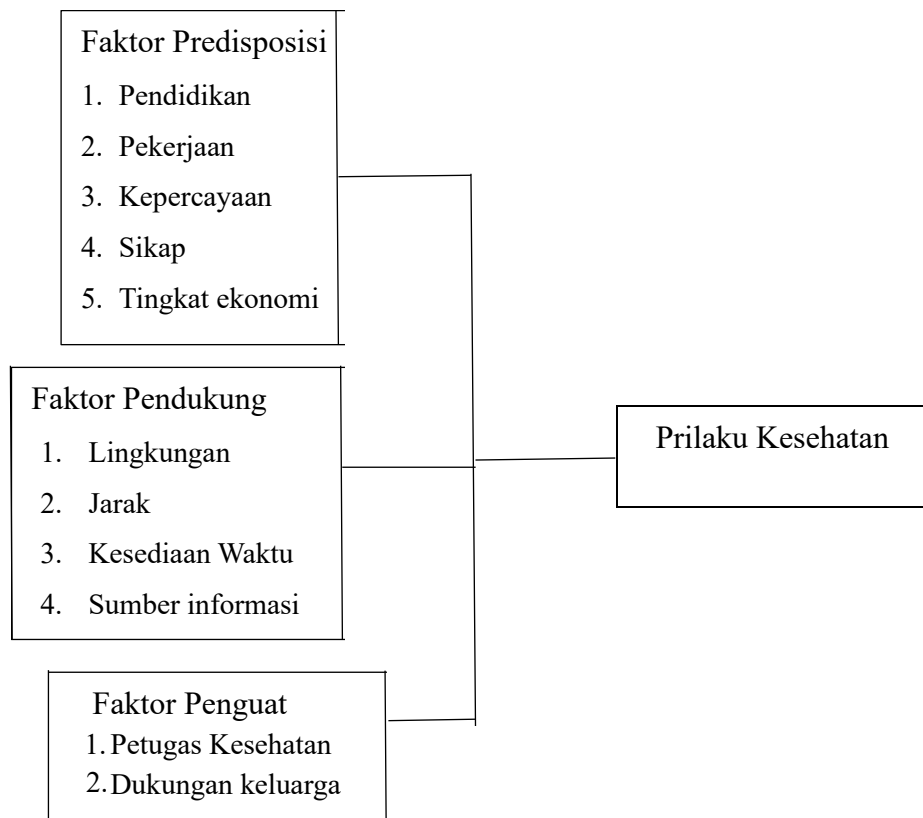 Faktor Predisposisi
1. Pendidikan
2. Pekerjaan
3. Kepercayaan
4. Sikap
5. Tingkat ekonomi
Faktor Pendukung
1. Lingkungan
2. Jarak
3. Kesediaan Waktu
4. Sumber informasi
Prilaku Kesehatan
Faktor Penguat
1. Petugas Kesehatan
2. Dukungan keluarga